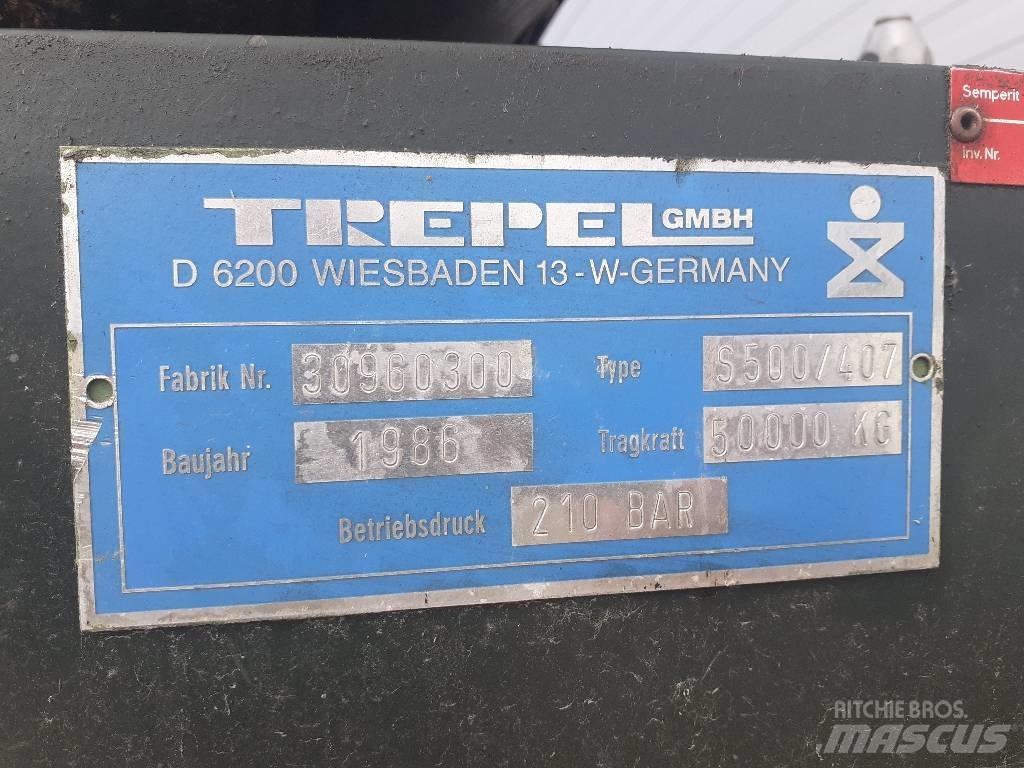 Semperit
Inv. Nr.
TREPEL GMBH
D 6200 WIESBADEN 13 - W-GERMANY
Fabrik Nr. 30960300 Type S500/407
Baujahr 1986 Tragkraft 50000 KG
Betriebsdruck 210 BAR
RITCHIE BROS.
MASCUS